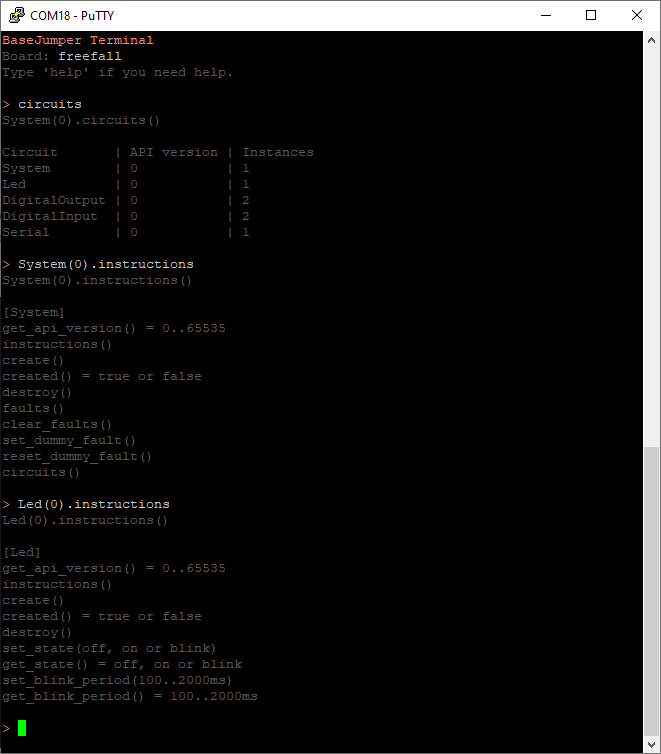 COM18 - PuTTY
BaseJumper Terminal
Board: freefall
Type 'help' if you need help.
> circuits
System(0).circuits()
Circuit | API version | Instances
System | 0 | 1
Led | 0 | 1
DigitalOutput | 0 | 2
DigitalInput | 0 | 2
Serial | 0 | 1
> System(0).instructions
System(0).instructions()
[System]
get_api_version() = 0..65535
instructions()
create()
created() = true or false
destroy()
faults()
clear_faults()
set_dummy_fault()
reset_dummy_fault()
circuits()
> Led(0).instructions
Led(0).instructions()
[Led]
get_api_version() = 0..65535
instructions()
create()
created() = true or false
destroy()
set_state(off, on or blink)
get_state() = off, on or blink
set_blink_period(100..2000ms)
get_blink_period() = 100..2000ms
>